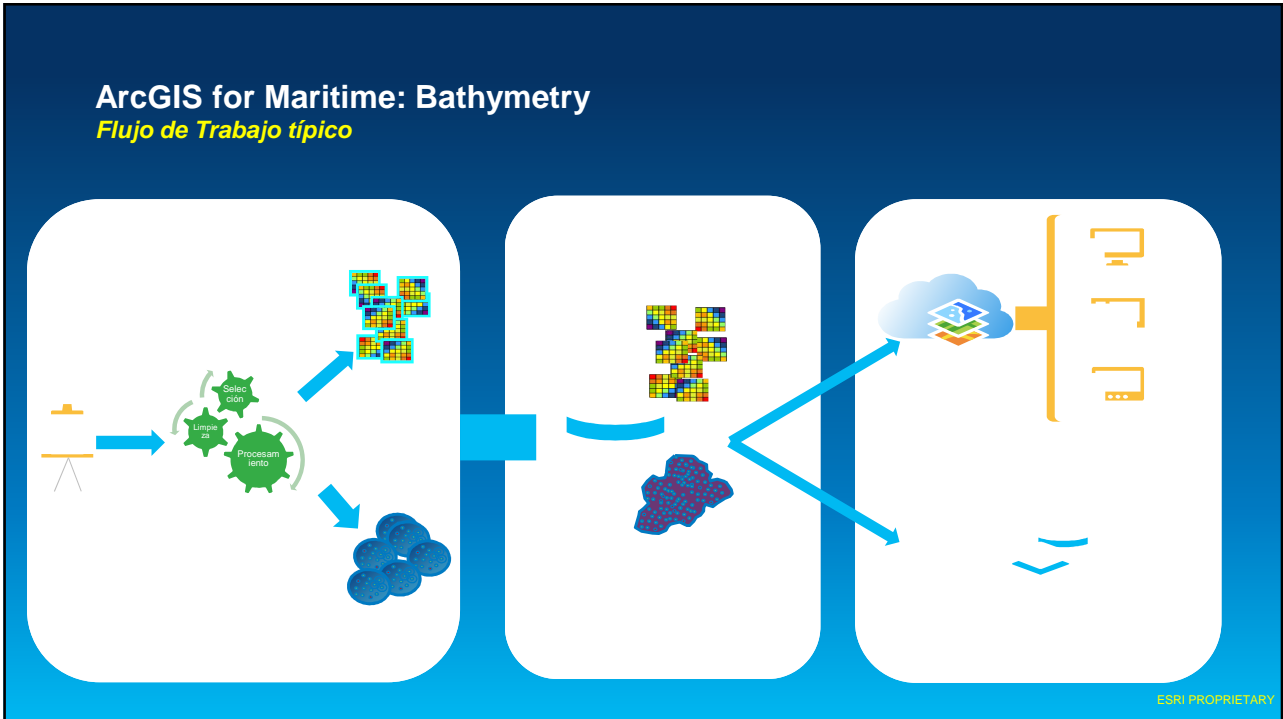 ArcGIS for Maritime: Bathymetry
Flujo de Trabajo típico
Selec
ción
Limpie
za
Procesam
iento
ESRI PROPRIETARY